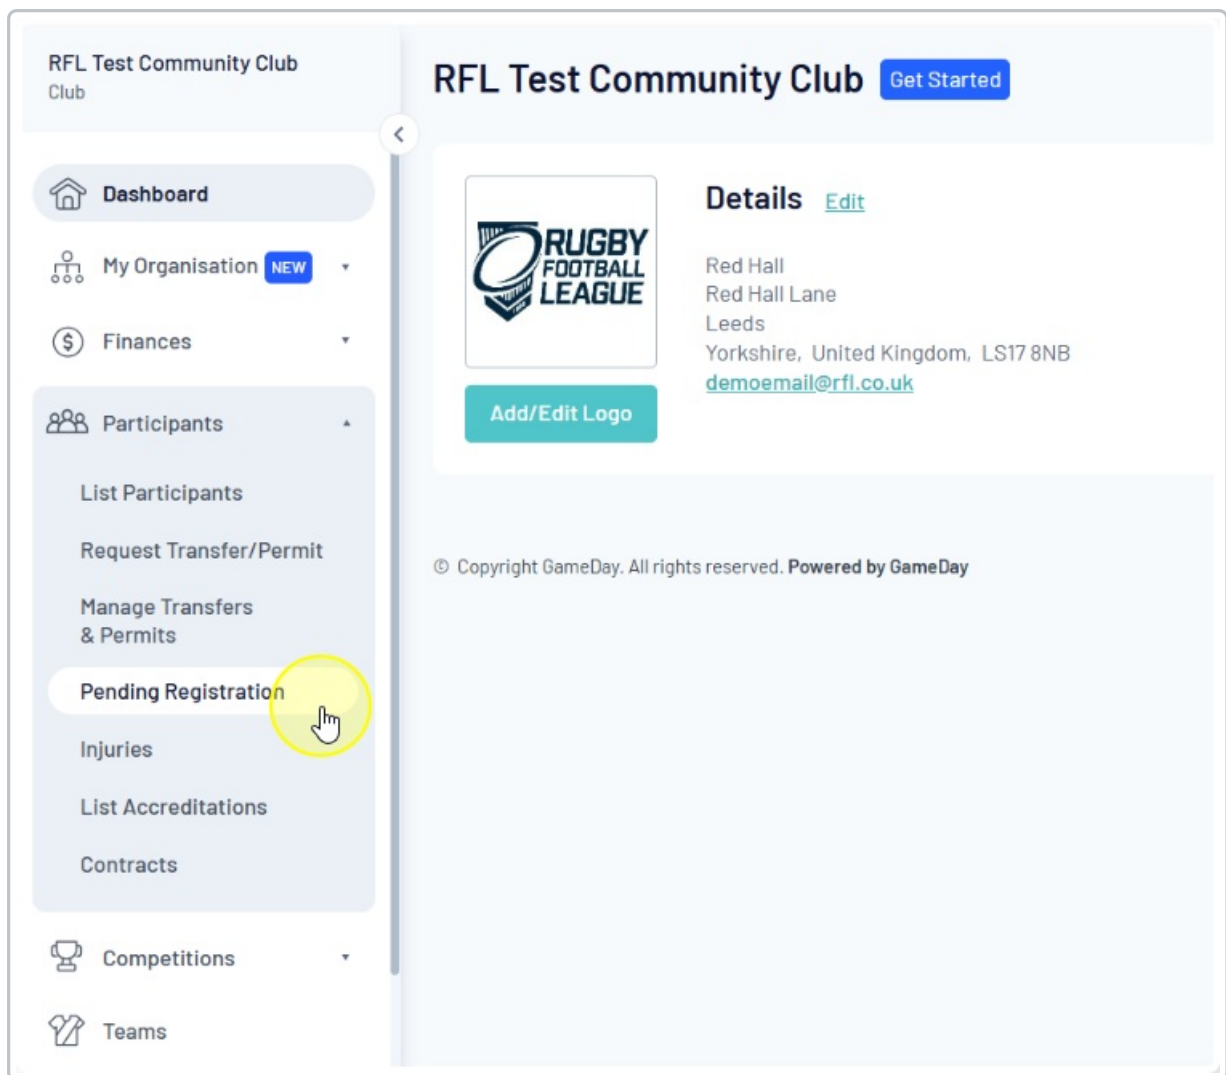 RFL Test Community Club
Club
Dashboard
My Organisation NEW
Finances
Participants
List Participants
Request Transfer/Permit
Manage Transfers
& Permits
Pending Registration
Injuries
List Accreditations
Contracts
Competitions
Teams
RFL Test Community Club Get Started
RUGBY
FOOTBALL
LEAGUE
Add/Edit Logo
Details Edit
Red Hall
Red Hall Lane
Leeds
Yorkshire, United Kingdom, LS17 8NB
demoemail@rfl.co.uk
© Copyright GameDay. All rights reserved. Powered by GameDay